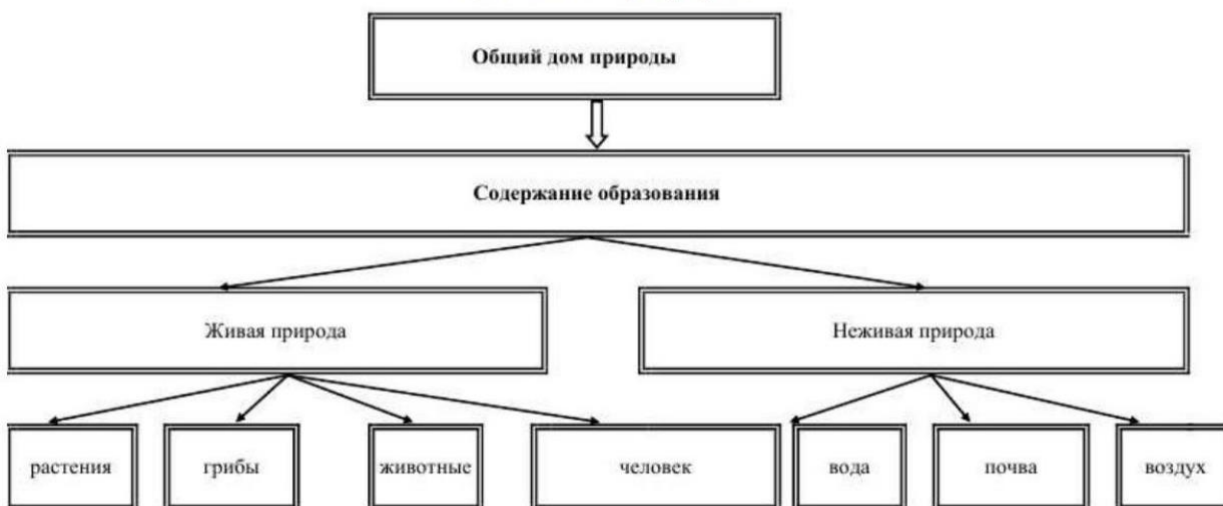 Общий дом природы
Содержание образования
Живая природа
Неживая природа
растения
грибы
животные
человек
вода
почва
воздух